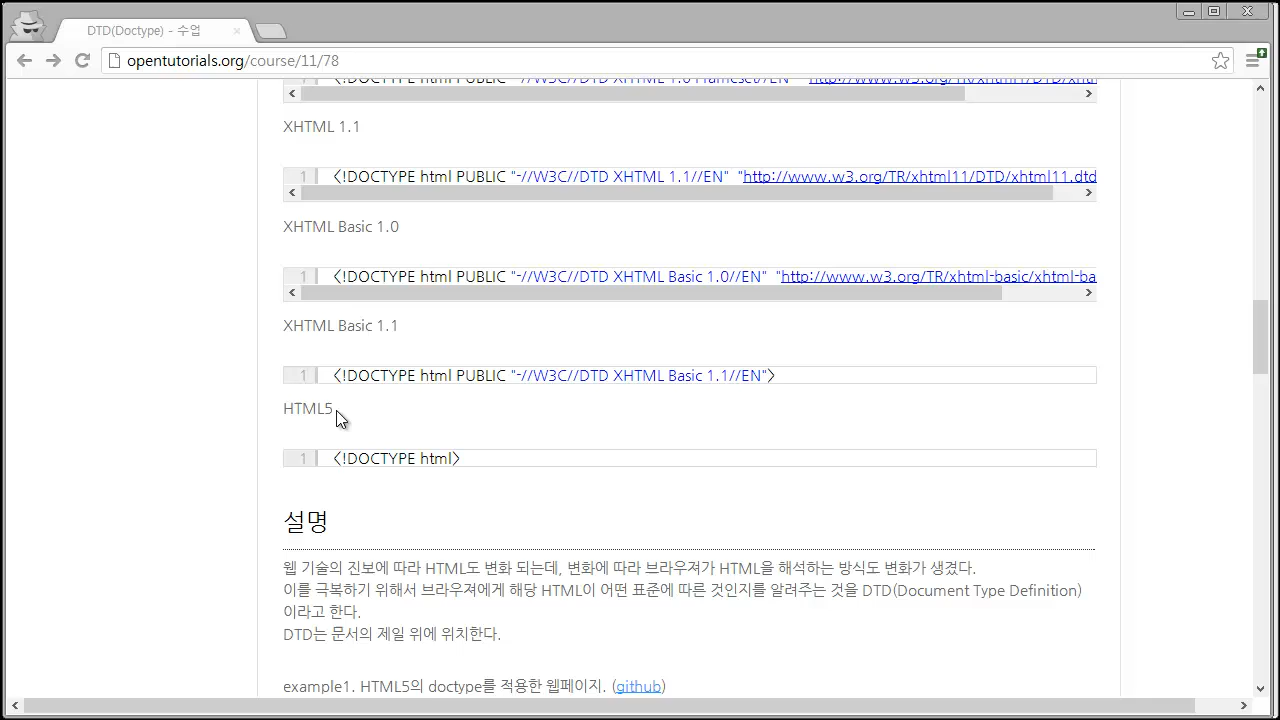 DTD(Doctype) - 수업
opentutorials.org/course/11/78
XHTML 1.1
1 <!DOCTYPE html PUBLIC "-//W3C//DTD XHTML 1.1//EN" "http://www.w3.org/TR/xhtml11/DTD/xhtml11.dtd
XHTML Basic 1.0
1 <!DOCTYPE html PUBLIC "-//W3C//DTD XHTML Basic 1.0//EN" "http://www.w3.org/TR/xhtml-basic/xhtml-ba
XHTML Basic 1.1
1 <!DOCTYPE html PUBLIC "-//W3C//DTD XHTML Basic 1.1//EN">
HTML5
1 <!DOCTYPE html>
설명
웹 기술의 진보에 따라 HTML도 변화 되는데, 변화에 따라 브라우져가 HTML을 해석하는 방식도 변화가 생겼다.
이를 극복하기 위해서 브라우져에게 해당 HTML이 어떤 표준에 따른 것인지를 알려주는 것을 DTD(Document Type Definition)
이라고 한다.
DTD는 문서의 제일 위에 위치한다.
example1. HTML5의 doctype를 적용한 웹페이지. (github)